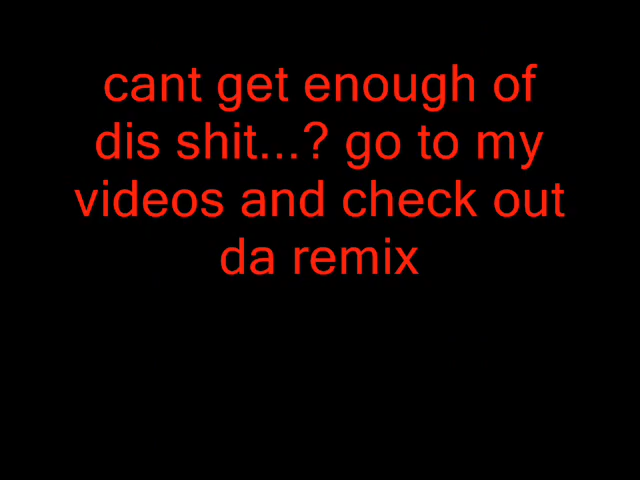 cant get enough of
dis shit...? go to my
videos and check out
da remix